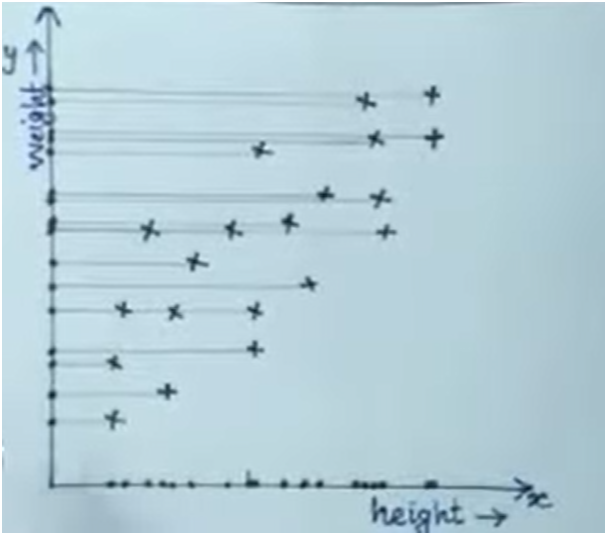 y →
weight
x
height →